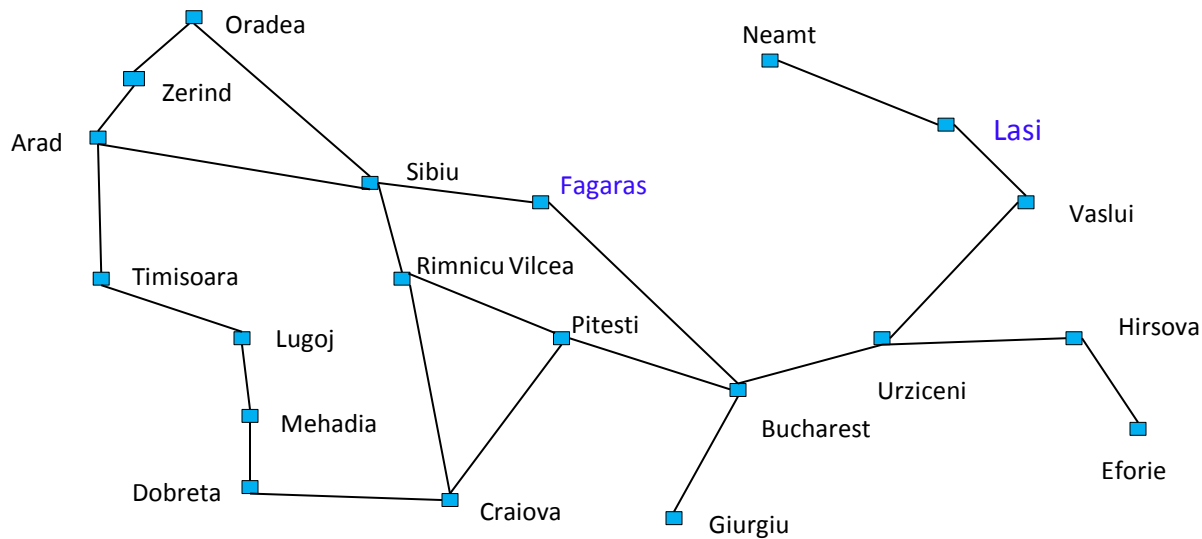 Oradea
Neamt
Zerind
Lasi
Arad
Sibiu
Fagaras
Vaslui
Rimnicu Vilcea
Timisoara
Pitesti
Hirsova
Lugoj
Urziceni
Mehadia
Bucharest
Eforie
Dobreta
Craiova
Giurgiu